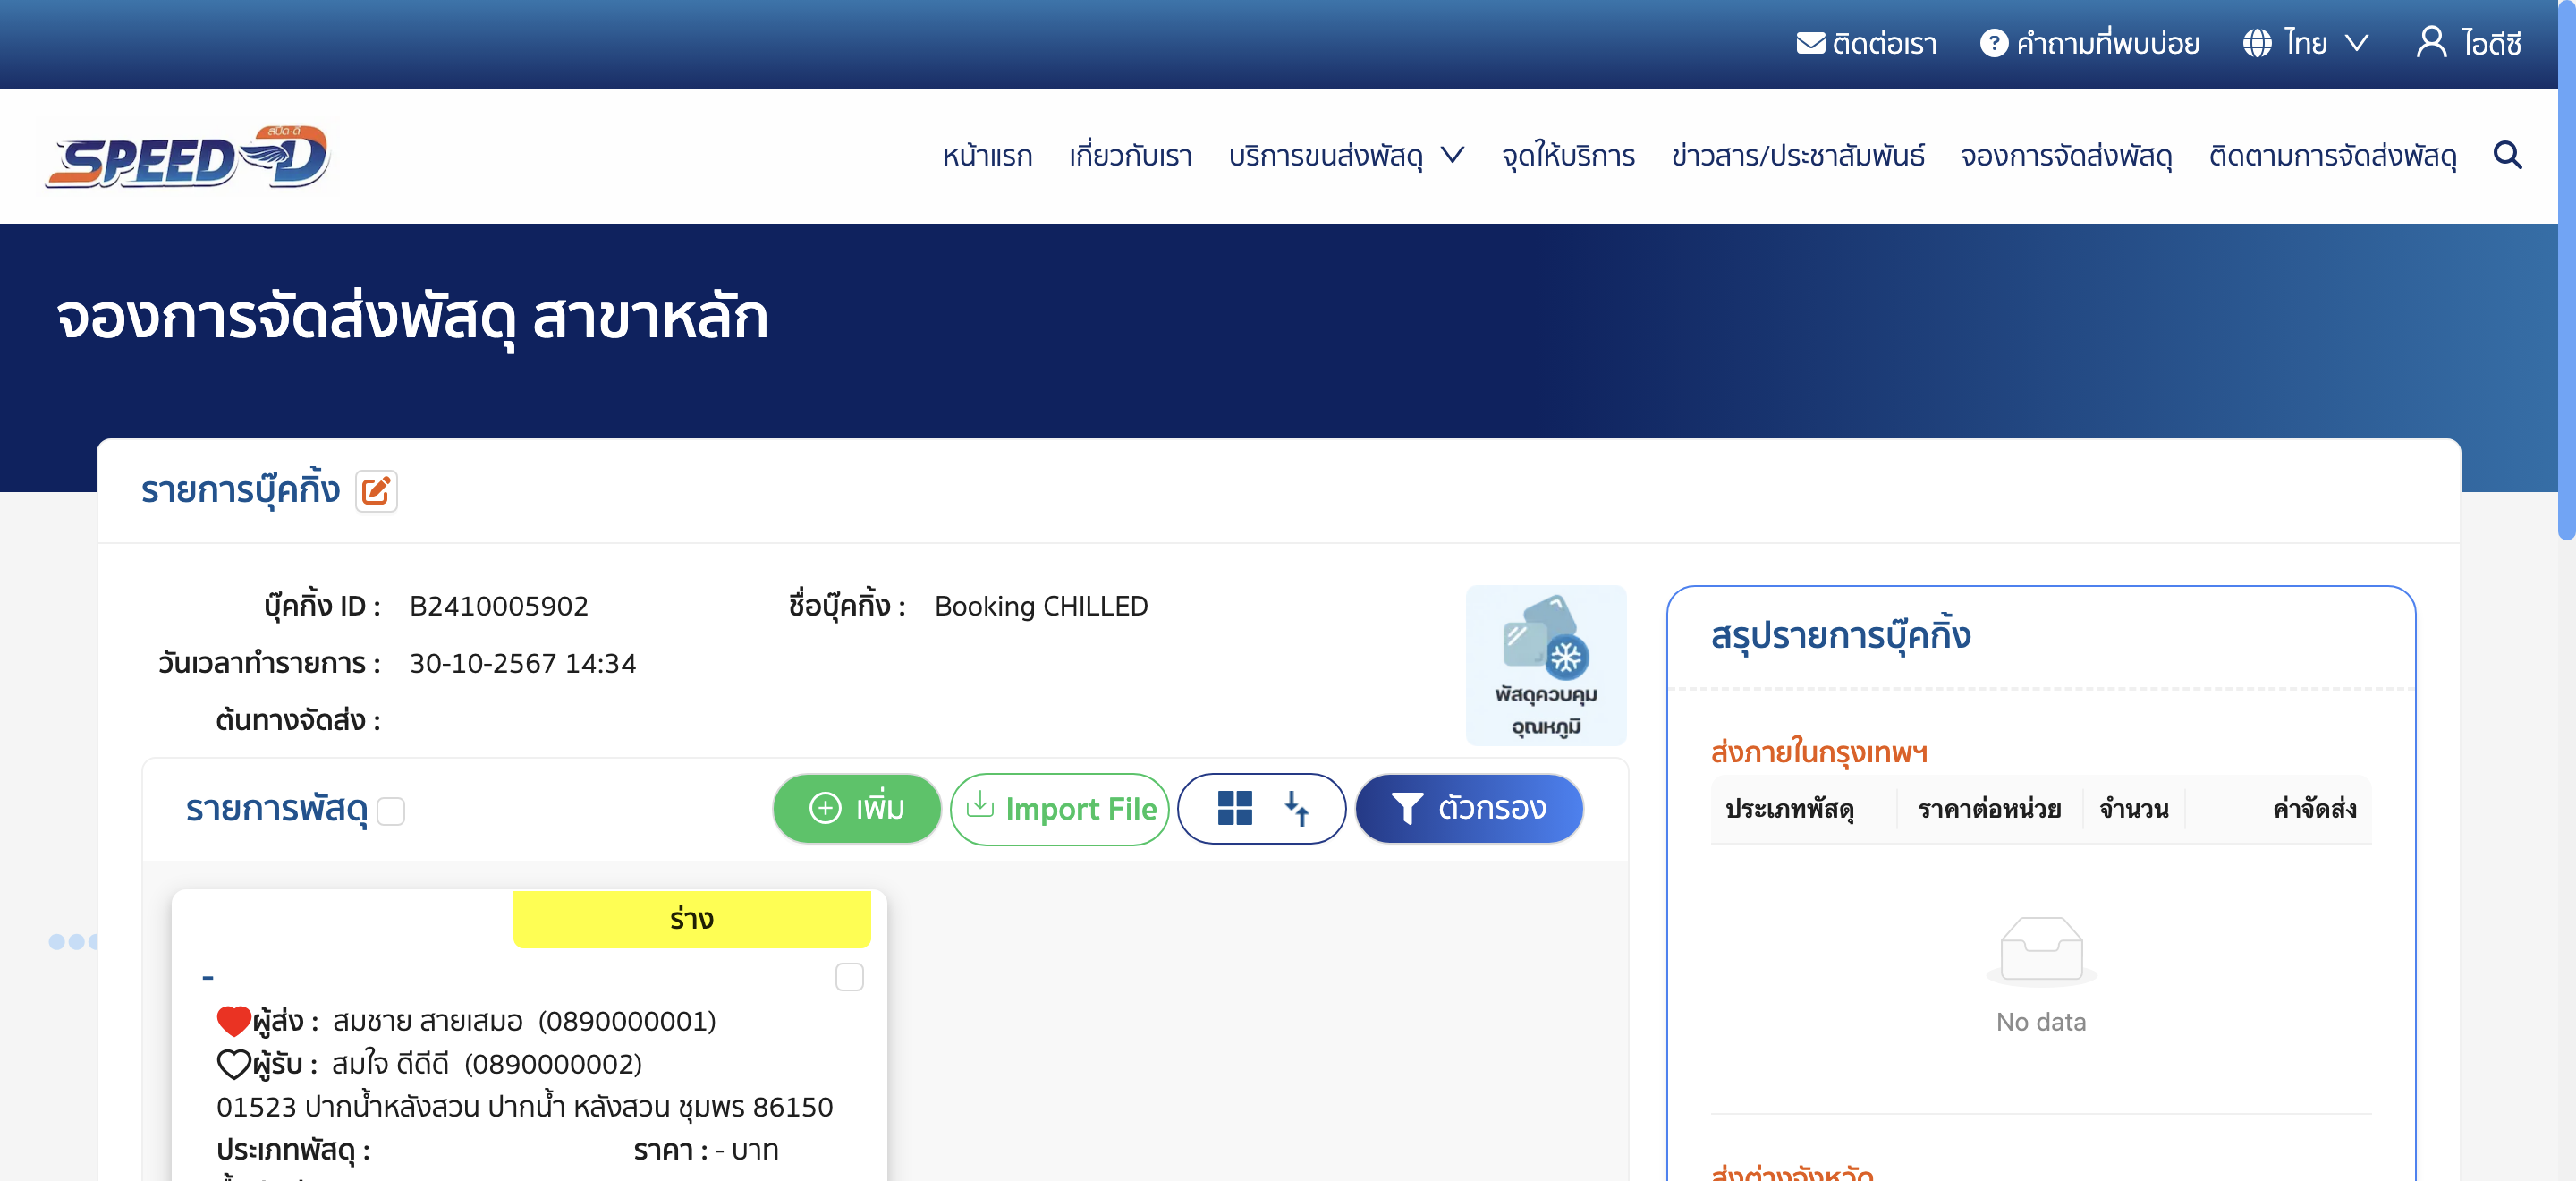 ติดต่อเรา คำถามที่พบบ่อย ไทย ไอดีซี
สปีด-ดี
SPEED-D
หน้าแรก เกี่ยวกับเรา บริการขนส่งพัสดุ จุดให้บริการ ข่าวสาร/ประชาสัมพันธ์ จองการจัดส่งพัสดุ ติดตามการจัดส่งพัสดุ
จองการจัดส่งพัสดุ สาขาหลัก
รายการบุ๊คกิ้ง
บุ๊คกิ้ง ID : B2410005902 ชื่อบุ๊คกิ้ง : Booking CHILLED
วันเวลาทำรายการ : 30-10-2567 14:34
ต้นทางจัดส่ง :
พัสดุควบคุม
อุณหภูมิ
รายการพัสดุ เพิ่ม Import File ตัวกรอง
ร่าง
-
ผู้ส่ง : สมชาย สายเสมอ (0890000001)
ผู้รับ : สมใจ ดีดีดี (0890000002)
01523 ปากน้ำหลังสวน ปากน้ำ หลังสวน ชุมพร 86150
ประเภทพัสดุ : ราคา : - บาท
สรุปรายการบุ๊คกิ้ง
ส่งภายในกรุงเทพฯ
ประเภทพัสดุ ราคาต่อหน่วย จำนวน ค่าจัดส่ง
No data
ส่งต่างจังหวัด